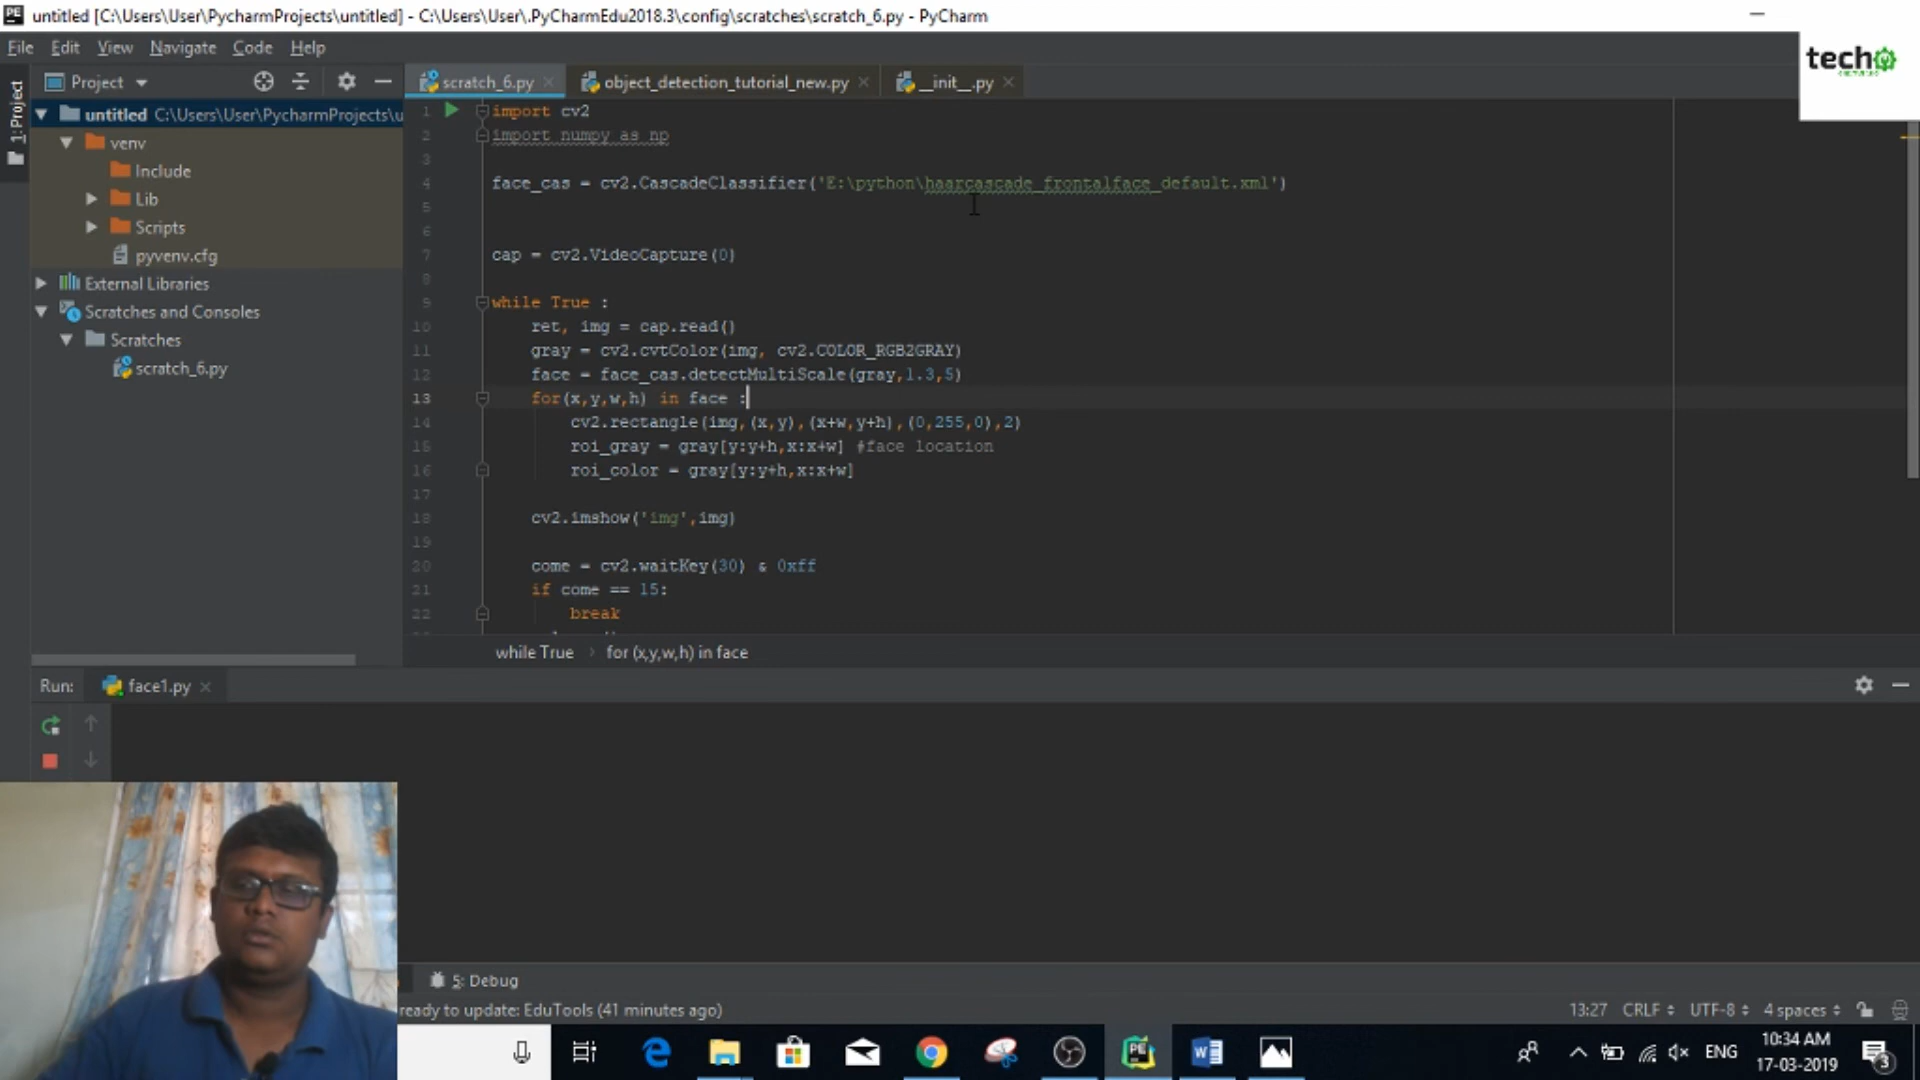 untitled [C:\Users\User\PycharmProjects\untitled] - C:\Users\User\.PyCharmEdu2018.3\config\scratches\scratch_6.py - PyCharm
File Edit View Navigate Code Help
techo
Project
scratch_6.py
object_detection_tutorial_new.py
__init__.py
1: Project
untitled C:\Users\User\PycharmProjects\u
venv
Include
Lib
Scripts
pyvenv.cfg
External Libraries
Scratches and Consoles
Scratches
scratch_6.py
1 import cv2
2 import numpy as np
3
4 face_cas = cv2.CascadeClassifier('E:\python\haarcascade_frontalface_default.xml')
5
6
7 cap = cv2.VideoCapture(0)
8
9 while True :
10 ret, img = cap.read()
11 gray = cv2.cvtColor(img, cv2.COLOR_RGB2GRAY)
12 face = face_cas.detectMultiScale(gray,1.3,5)
13 for(x,y,w,h) in face :
14 cv2.rectangle(img,(x,y),(x+w,y+h),(0,255,0),2)
15 roi_gray = gray[y:y+h,x:x+w] #face location
16 roi_color = gray[y:y+h,x:x+w]
17
18 cv2.imshow('img',img)
19
20 come = cv2.waitKey(30) & 0xff
21 if come == 15:
22 break
while True for (x,y,w,h) in face
Run: face1.py
5: Debug
ready to update: EduTools (41 minutes ago)
13:27 CRLF UTF-8 4 spaces
ENG
10:34 AM
17-03-2019
3